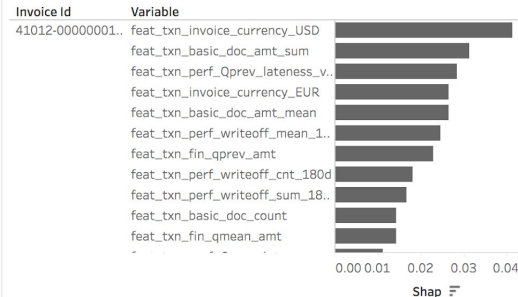 Invoice Id Variable
41012-00000001.. feat_txn_invoice_currency_USD
feat_txn_basic_doc_amt_sum
feat_txn_perf_Qprev_lateness_v..
feat_txn_invoice_currency_EUR
feat_txn_basic_doc_amt_mean
feat_txn_perf_writeoff_mean_1..
feat_txn_fin_qprev_amt
feat_txn_perf_writeoff_cnt_180d
feat_txn_perf_writeoff_sum_18..
feat_txn_basic_doc_count
feat_txn_fin_qmean_amt
0.00 0.01 0.02 0.03 0.04
Shap